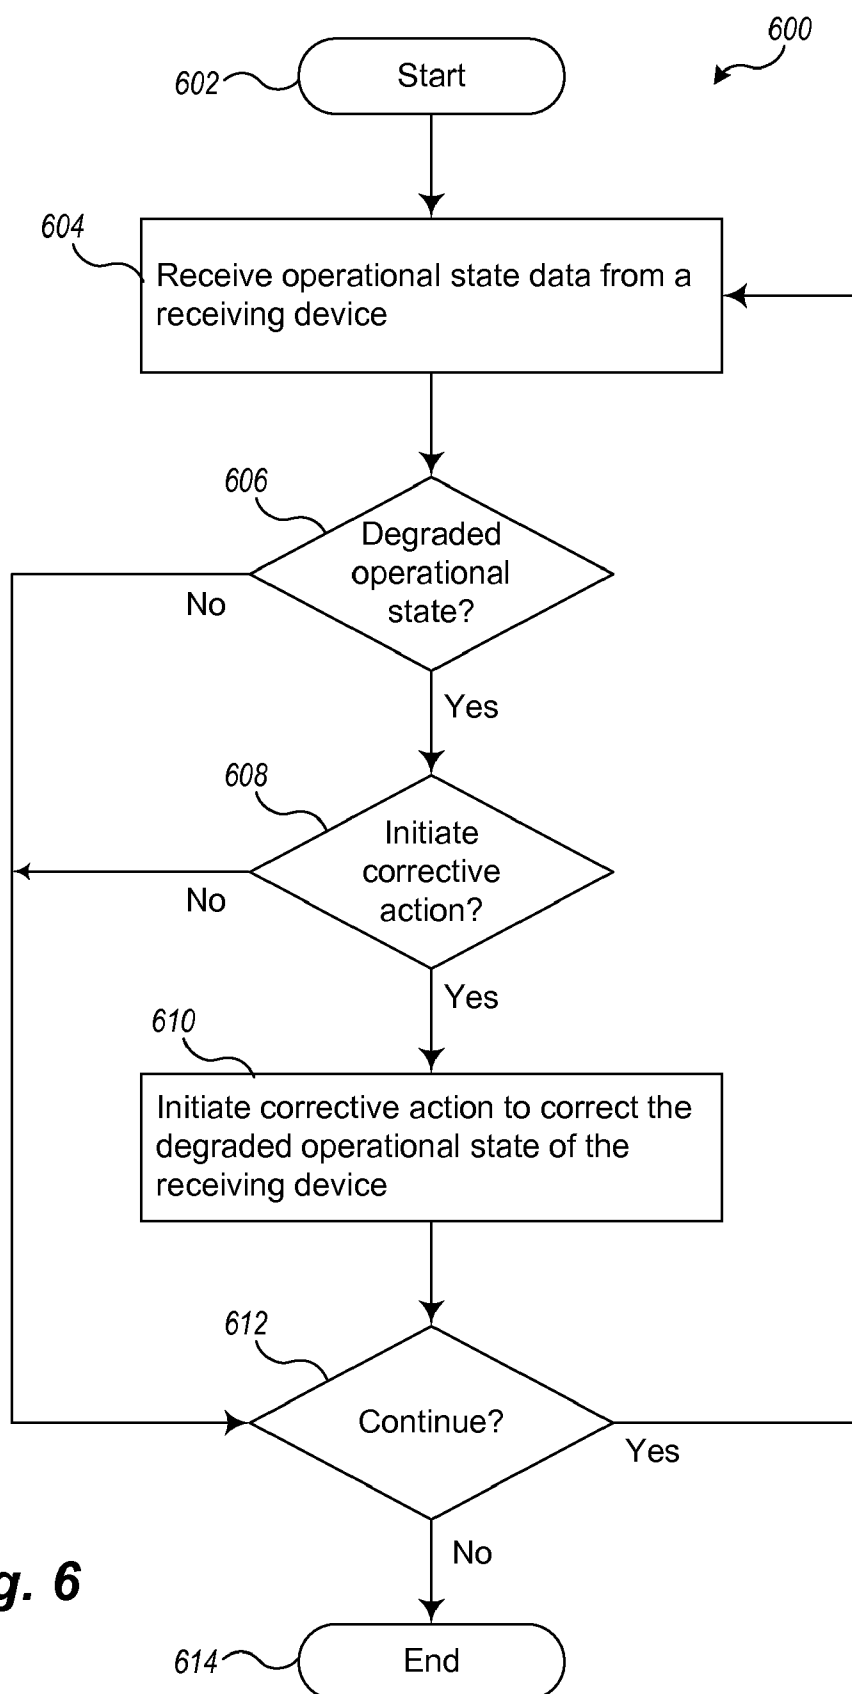 600
602
Start
604
Receive operational state data from a
receiving device
606
Degraded
operational
state?
No
Yes
608
Initiate
corrective
action?
No
Yes
610
Initiate corrective action to correct the
degraded operational state of the
receiving device
612
Continue?
Yes
No
g. 6
614
End